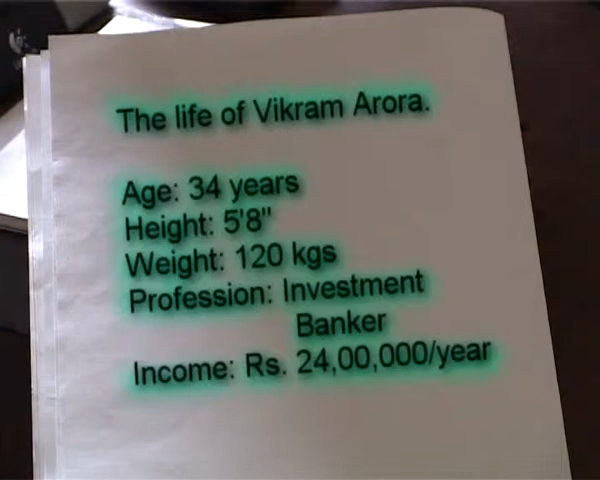 The life of Vikram Arora.
Age: 34 years
Height: 5'8"
Weight: 120 kgs
Profession: Investment
Banker
Income: Rs. 24,00,000/year